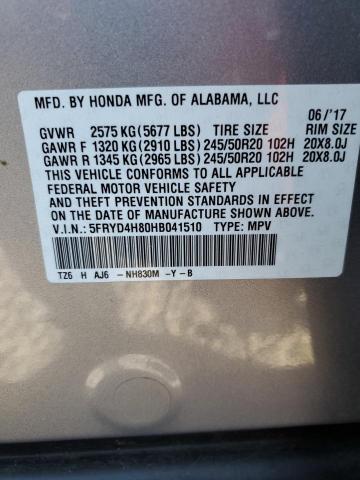 MFD. BY HONDA MFG. OF ALABAMA, LLC
06/'17
GVWR 2575 KG(5677 LBS) TIRE SIZE RIM SIZE
GAWR F 1320 KG(2910 LBS) 245/50R20 102H 20X8.0J
GAWR R 1345 KG(2965 LBS) 245/50R20 102H 20X8.0J
THIS VEHICLE CONFORMS TO ALL APPLICABLE
FEDERAL MOTOR VEHICLE SAFETY
AND THEFT PREVENTION STANDARDS IN
EFFECT ON THE DATE OF MANUFACTURE
SHOWN ABOVE.
V.I.N.: 5FRYD4H80HB041510 TYPE: MPV
TZ6 H AJ6 -NH830M -Y-B